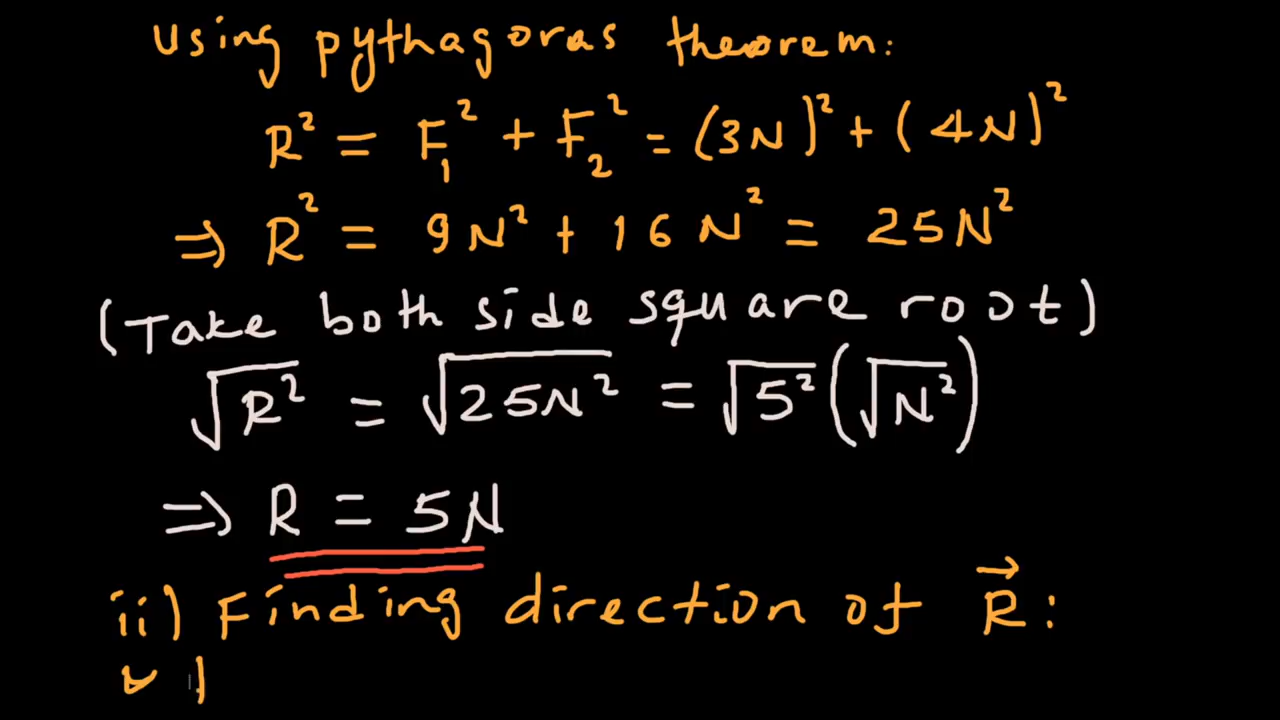 Using pythagoras theorem:
R² = F₁² + F₂² = (3N)² + (4N)²
⇒ R² = 9N² + 16N² = 25N²
(Take both side square root)
√R² = √25N² = √5² (√N²)
⇒ R = 5N
ii) Finding direction of R⃗: